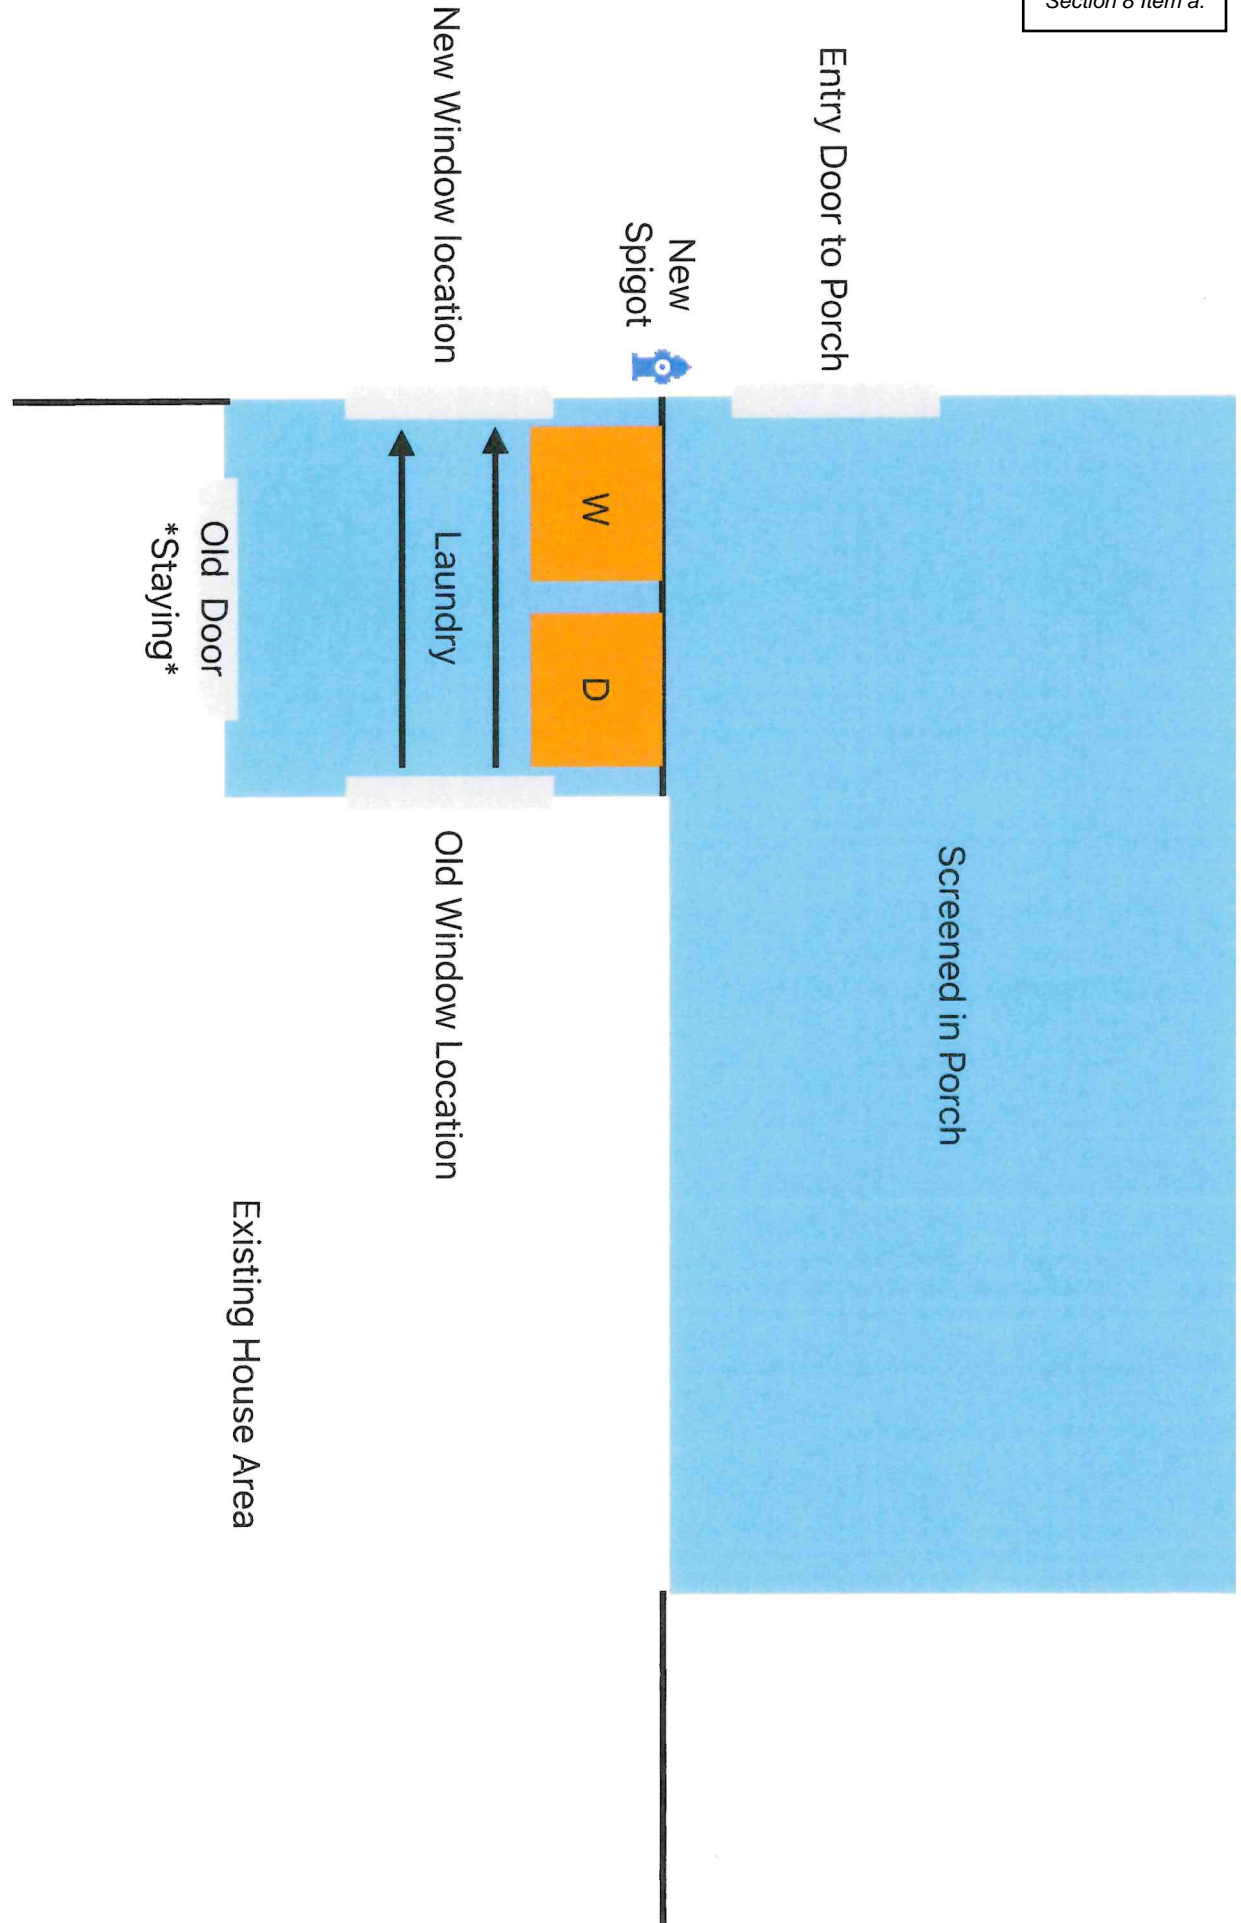 Section 8 Item a.
Entry Door to Porch
New
Spigot
New Window location
Screened in Porch
W
D
Laundry
Old Window Location
Old Door
*Staying*
Existing House Area